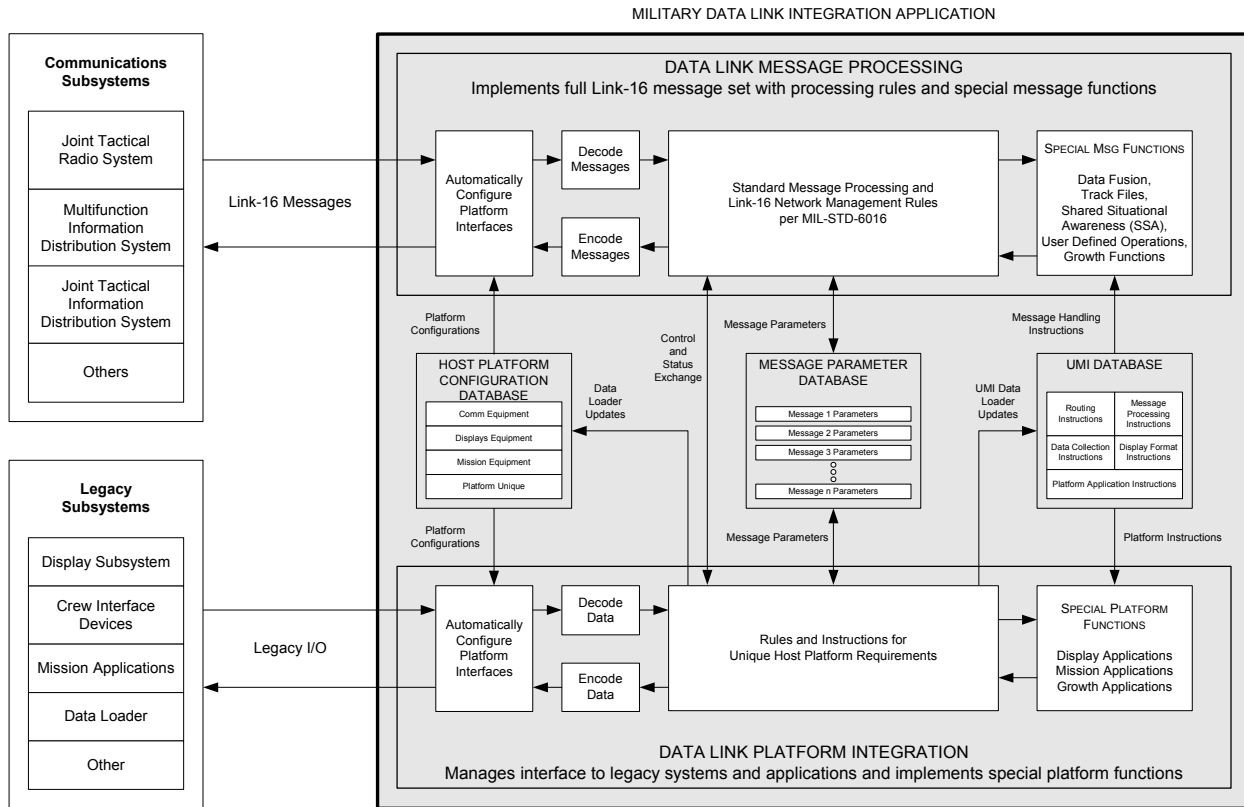 MILITARY DATA LINK INTEGRATION APPLICATION
Communications
Subsystems
Joint Tactical
Radio System
Multifunction
Information
Distribution System
Joint Tactical
Information
Distribution System
Others
Link-16 Messages
DATA LINK MESSAGE PROCESSING
Implements full Link-16 message set with processing rules and special message functions
Automatically
Configure
Platform
Interfaces
Decode
Messages
Encode
Messages
Standard Message Processing and
Link-16 Network Management Rules
per MIL-STD-6016
SPECIAL MSG FUNCTIONS
Data Fusion,
Track Files,
Shared Situational
Awareness (SSA),
User Defined Operations,
Growth Functions
Platform
Configurations
Control
and
Status
Exchange
Message Parameters
Message Handling
Instructions
HOST PLATFORM
CONFIGURATION
DATABASE
Comm Equipment
Displays Equipment
Mission Equipment
Platform Unique
Data
Loader
Updates
MESSAGE PARAMETER
DATABASE
Message 1 Parameters
Message 2 Parameters
Message 3 Parameters
Message n Parameters
UMI Data
Loader
Updates
UMI DATABASE
Routing
Instructions
Message
Processing
Instructions
Data Collection
Instructions
Display Format
Instructions
Platform Application Instructions
Platform
Configurations
Message Parameters
Platform Instructions
Legacy
Subsystems
Display Subsystem
Crew Interface
Devices
Mission Applications
Data Loader
Other
Legacy I/O
Automatically
Configure
Platform
Interfaces
Decode
Data
Encode
Data
Rules and Instructions for
Unique Host Platform Requirements
SPECIAL PLATFORM
FUNCTIONS
Display Applications
Mission Applications
Growth Applications
DATA LINK PLATFORM INTEGRATION
Manages interface to legacy systems and applications and implements special platform functions